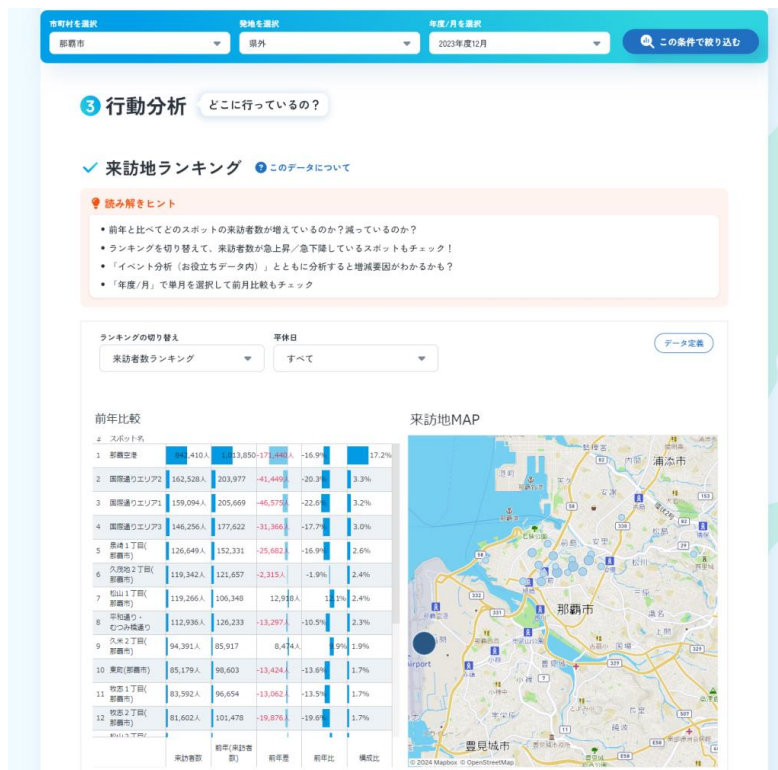 市町村を選択 発地を選択 年度/月を選択
那覇市 県外 2023年度12月 この条件で絞り込む
3 行動分析 どこに行っているの？
来訪地ランキング ? このデータについて
読み解きヒント
• 前年と比べてどのスポットの来訪者数が増えているのか？減っているのか？
• ランキングを切り替えて、来訪者数が急上昇／急下降しているスポットもチェック！
• 「イベント分析（お役立ちデータ内）」とともに分析すると増減要因がわかるかも？
• 「年度/月」で単月を選択して前月比較もチェック
ランキングの切り替え 平休日
来訪者数ランキング すべて データ定義
前年比較 来訪地MAP
# スポット名
1 那覇空港 842,410人 1,013,850 -171,440人 -16.9% 17.2%
2 国際通りエリア2 162,528人 203,977 -41,449人 -20.3% 3.3%
3 国際通りエリア1 159,094人 205,669 -46,575人 -22.6% 3.2%
4 国際通りエリア3 146,256人 177,622 -31,366人 -17.7% 3.0%
5 泉崎１丁目(那覇市) 126,649人 152,331 -25,682人 -16.9% 2.6%
6 久茂地２丁目(那覇市) 119,342人 121,657 -2,315人 -1.9% 2.4%
7 松山１丁目(那覇市) 119,266人 106,348 12,918人 12.1% 2.4%
8 平和通り・むつみ橋通り 112,936人 126,233 -13,297人 -10.5% 2.3%
9 久米２丁目(那覇市) 94,391人 85,917 8,474人 9.9% 1.9%
10 東町(那覇市) 85,179人 98,603 -13,424人 -13.6% 1.7%
11 牧志１丁目(那覇市) 83,592人 96,654 -13,062人 -13.5% 1.7%
12 牧志２丁目(那覇市) 81,602人 101,478 -19,876人 -19.6% 1.7%
来訪者数 前年(来訪者数) 前年差 前年比 構成比
浦添市
那覇市
豊見城市
© 2024 Mapbox © OpenStreetMap